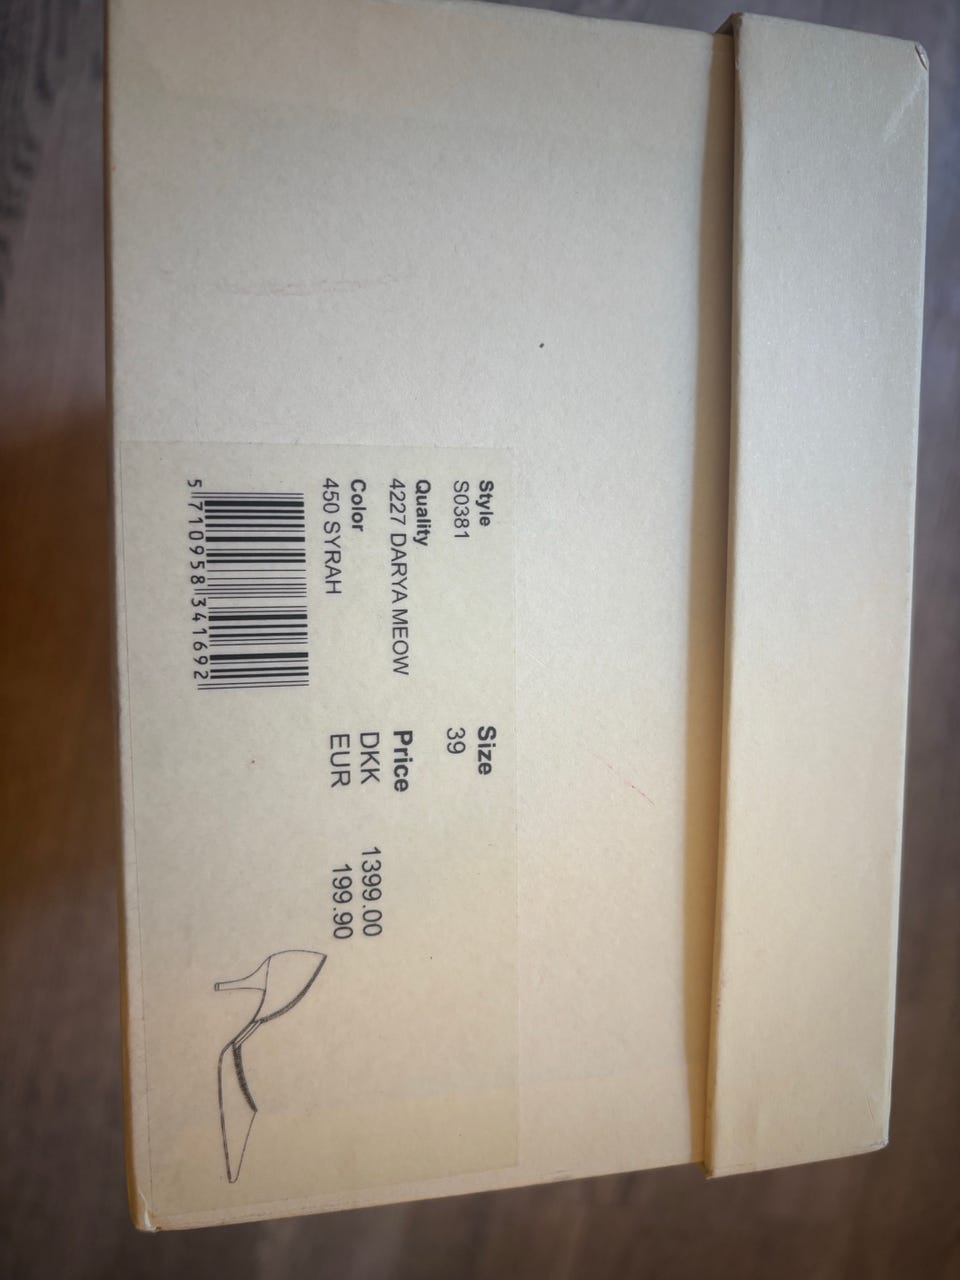 Style
S0381
Size
39
Quality
4227 DARYA MEOW
Price
DKK 1399.00
EUR 199.90
Color
450 SYRAH
5 710958 341692